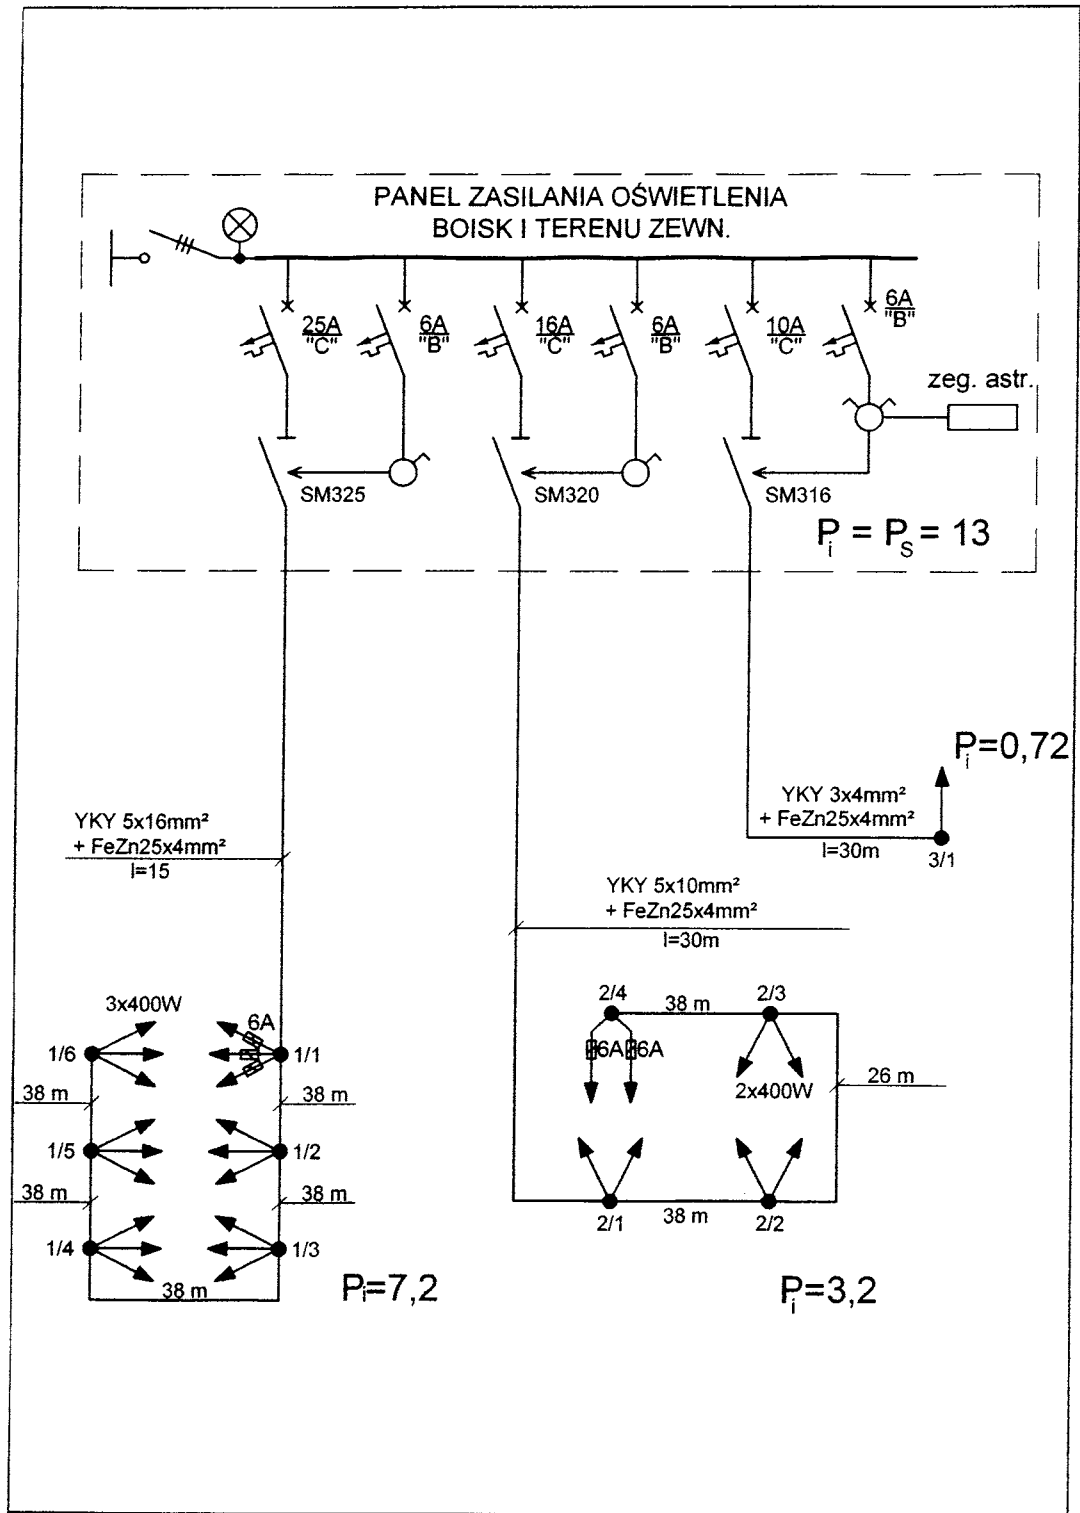 PANEL ZASILANIA OŚWIETLENIA
BOISK I TERENU ZEWN.
25A
"C"
6A
"B"
16A
"C"
6A
"B"
10A
"C"
6A
"B"
zeg. astr.
SM325
SM320
SM316
Pi = PS = 13
Pi=0,72
YKY 3x4mm²
+ FeZn25x4mm²
l=30m
3/1
YKY 5x16mm²
+ FeZn25x4mm²
l=15
YKY 5x10mm²
+ FeZn25x4mm²
l=30m
3x400W
6A
1/6
1/1
38 m
38 m
1/5
1/2
38 m
38 m
1/4
1/3
38 m
Pi=7,2
2/4
38 m
2/3
6A
6A
2x400W
26 m
2/1
38 m
2/2
Pi=3,2